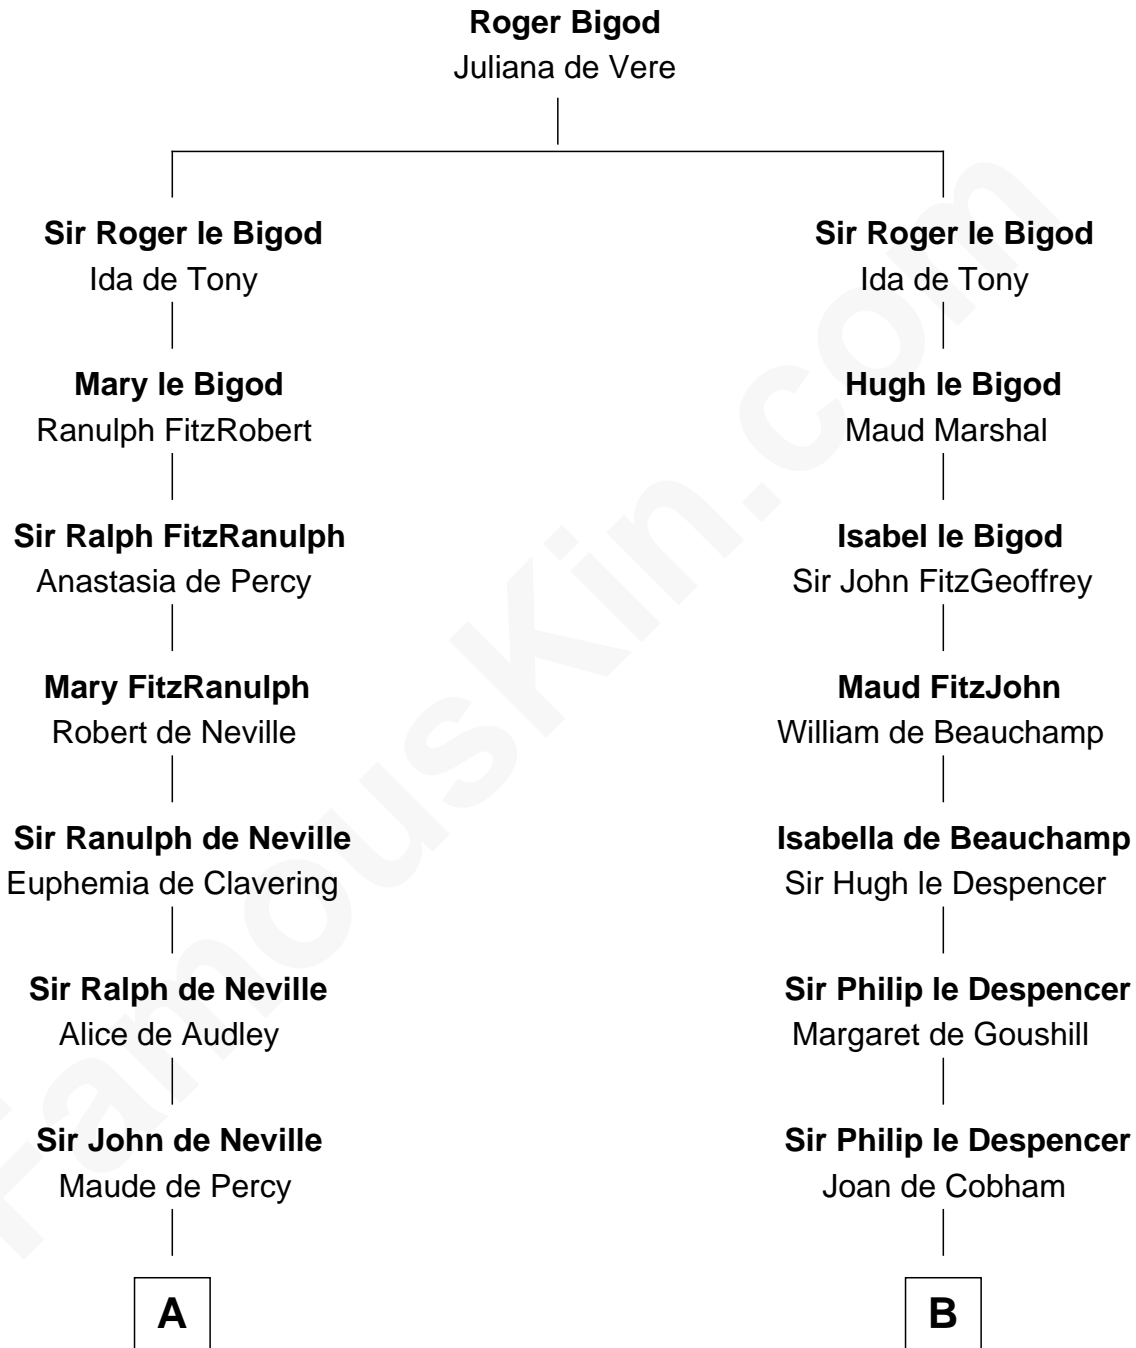 Roger Bigod
Juliana de Vere
Sir Roger le Bigod
Ida de Tony
Mary le Bigod
Ranulph FitzRobert
Sir Ralph FitzRanulph
Anastasia de Percy
Mary FitzRanulph
Robert de Neville
Sir Ranulph de Neville
Euphemia de Clavering
Sir Ralph de Neville
Alice de Audley
Sir John de Neville
Maude de Percy
A
Sir Roger le Bigod
Ida de Tony
Hugh le Bigod
Maud Marshal
Isabel le Bigod
Sir John FitzGeoffrey
Maud FitzJohn
William de Beauchamp
Isabella de Beauchamp
Sir Hugh le Despencer
Sir Philip le Despencer
Margaret de Goushill
Sir Philip le Despencer
Joan de Cobham
B
FamousKin.com